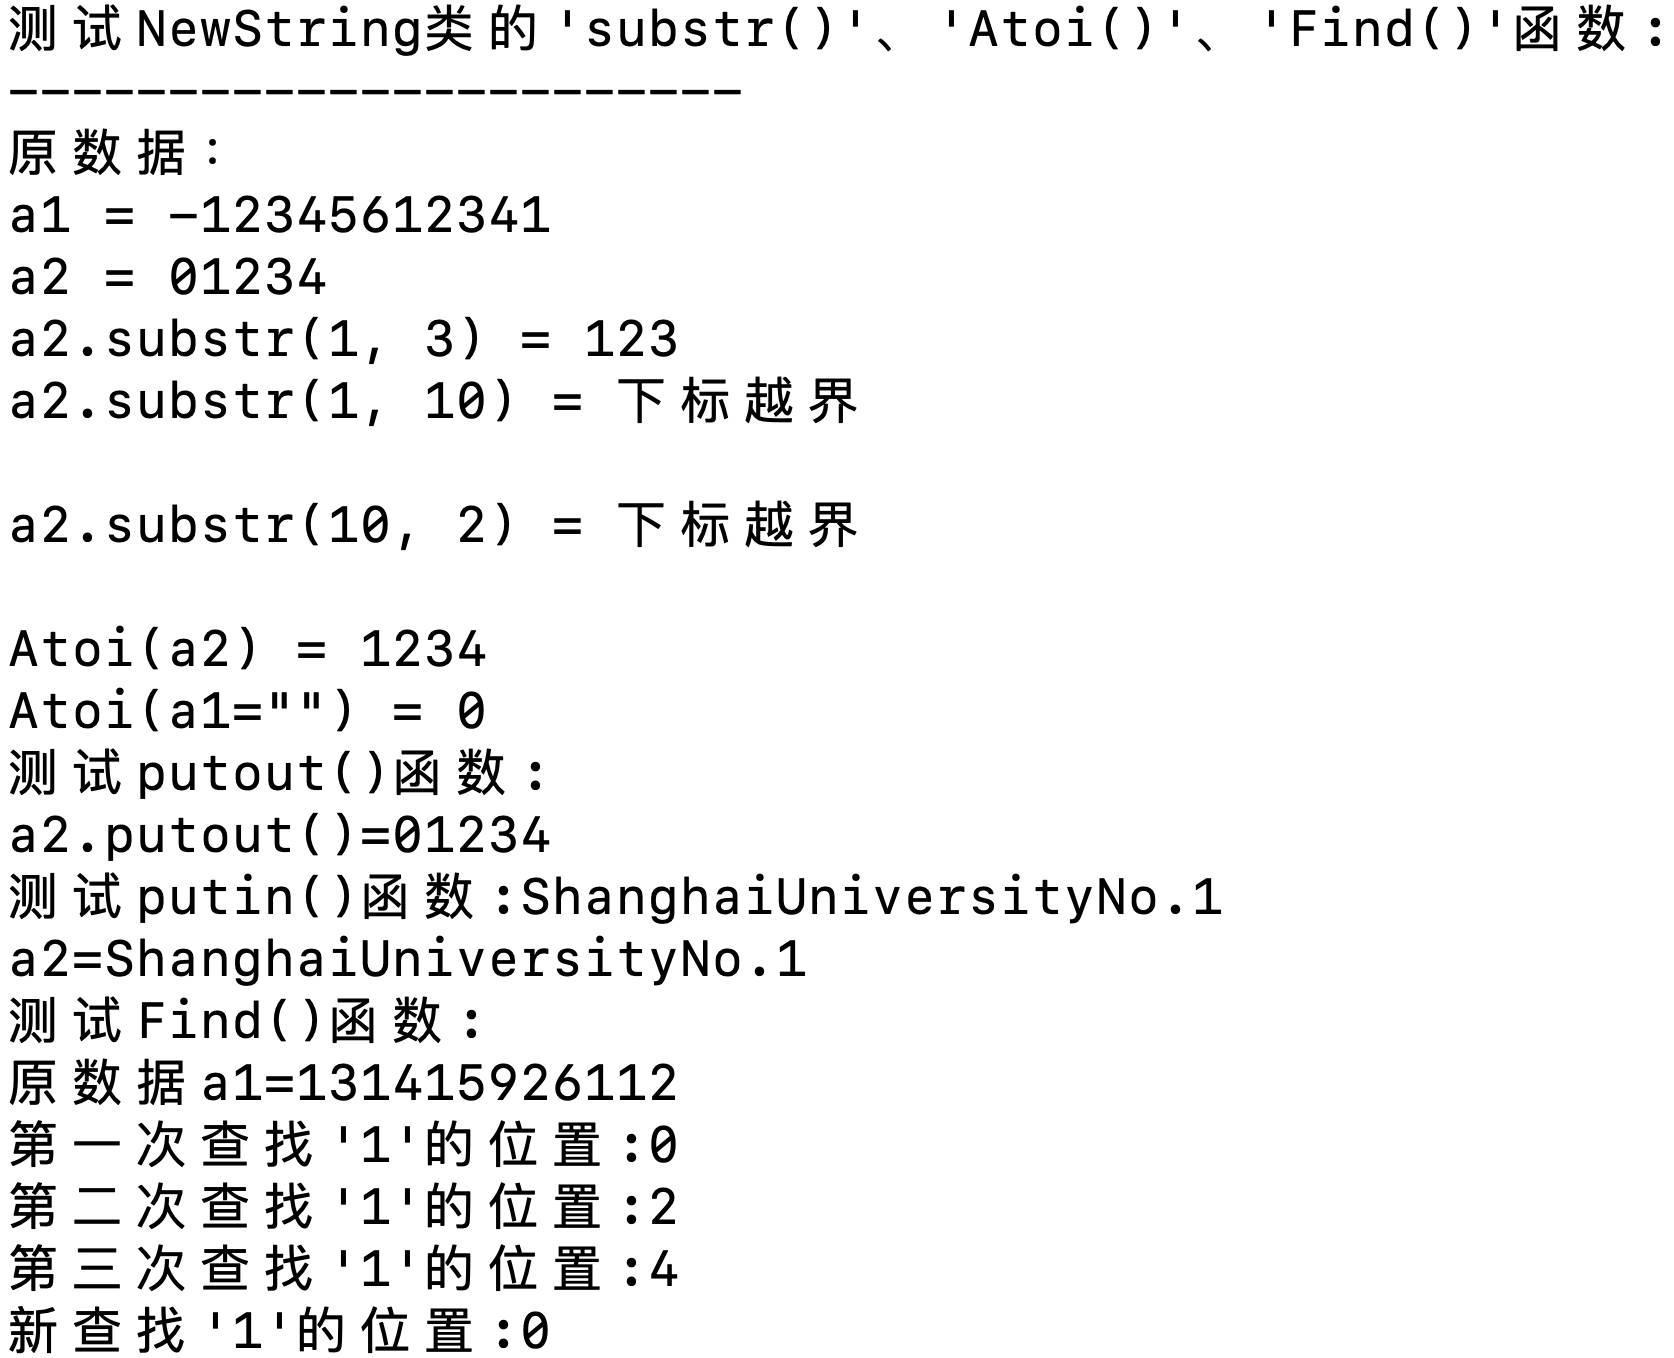 测试NewString类的'substr()'、'Atoi()'、'Find()'函数:
-----------------------
原数据:
a1 = -12345612341
a2 = 01234
a2.substr(1, 3) = 123
a2.substr(1, 10) = 下标越界
a2.substr(10, 2) = 下标越界
Atoi(a2) = 1234
Atoi(a1="") = 0
测试putout()函数:
a2.putout()=01234
测试putin()函数:ShanghaiUniversityNo.1
a2=ShanghaiUniversityNo.1
测试Find()函数:
原数据a1=131415926112
第一次查找'1'的位置:0
第二次查找'1'的位置:2
第三次查找'1'的位置:4
新查找'1'的位置:0